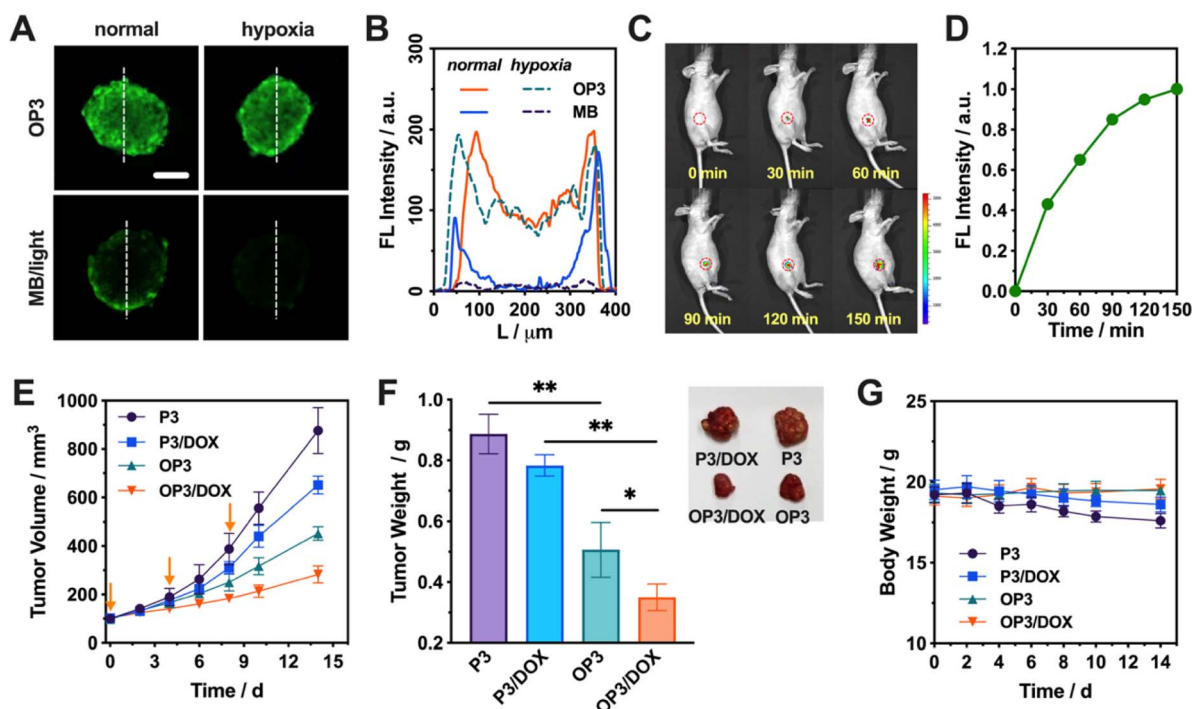 A
normal
hypoxia
OP3
MB/light
B
FL Intensity / a.u.
300
200
100
0
normal hypoxia
OP3
MB
0 100 200 300 400
L / μm
C
0 min 30 min 60 min
90 min 120 min 150 min
D
FL Intensity / a.u.
1.2
1.0
0.8
0.6
0.4
0.2
0.0
0 30 60 90 120 150
Time / min
E
Tumor Volume / mm³
1000
800
600
400
200
0
P3
P3/DOX
OP3
OP3/DOX
0 3 6 9 12 15
Time / d
F
Tumor Weight / g
1.0
0.8
0.6
0.4
0.2
**
**
*
P3
P3/DOX
OP3
OP3/DOX
P3/DOX P3
OP3/DOX OP3
G
Body Weight / g
25
20
15
10
P3
P3/DOX
OP3
OP3/DOX
0 2 4 6 8 10 12 14
Time / d